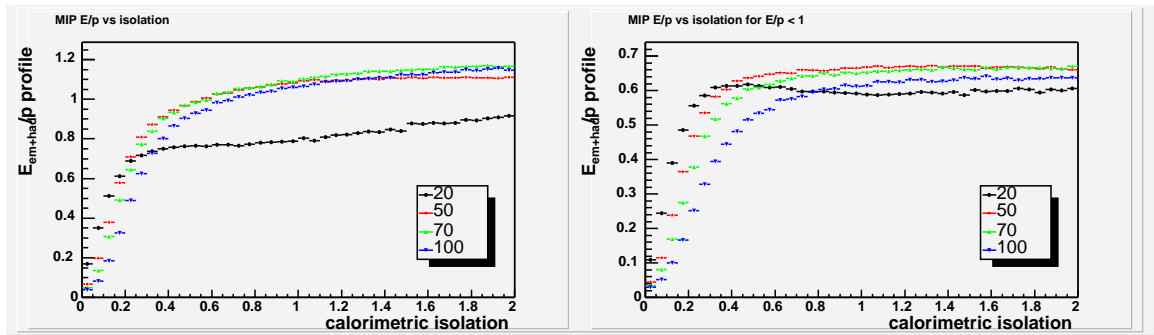 MIP E/p vs isolation
E_em+had/p profile
1.2
1
0.8
0.6
0.4
0.2
0
0 0.2 0.4 0.6 0.8 1 1.2 1.4 1.6 1.8 2
calorimetric isolation
20
50
70
100
MIP E/p vs isolation for E/p < 1
E_em+had/p profile
0.7
0.6
0.5
0.4
0.3
0.2
0.1
0
0 0.2 0.4 0.6 0.8 1 1.2 1.4 1.6 1.8 2
calorimetric isolation
20
50
70
100